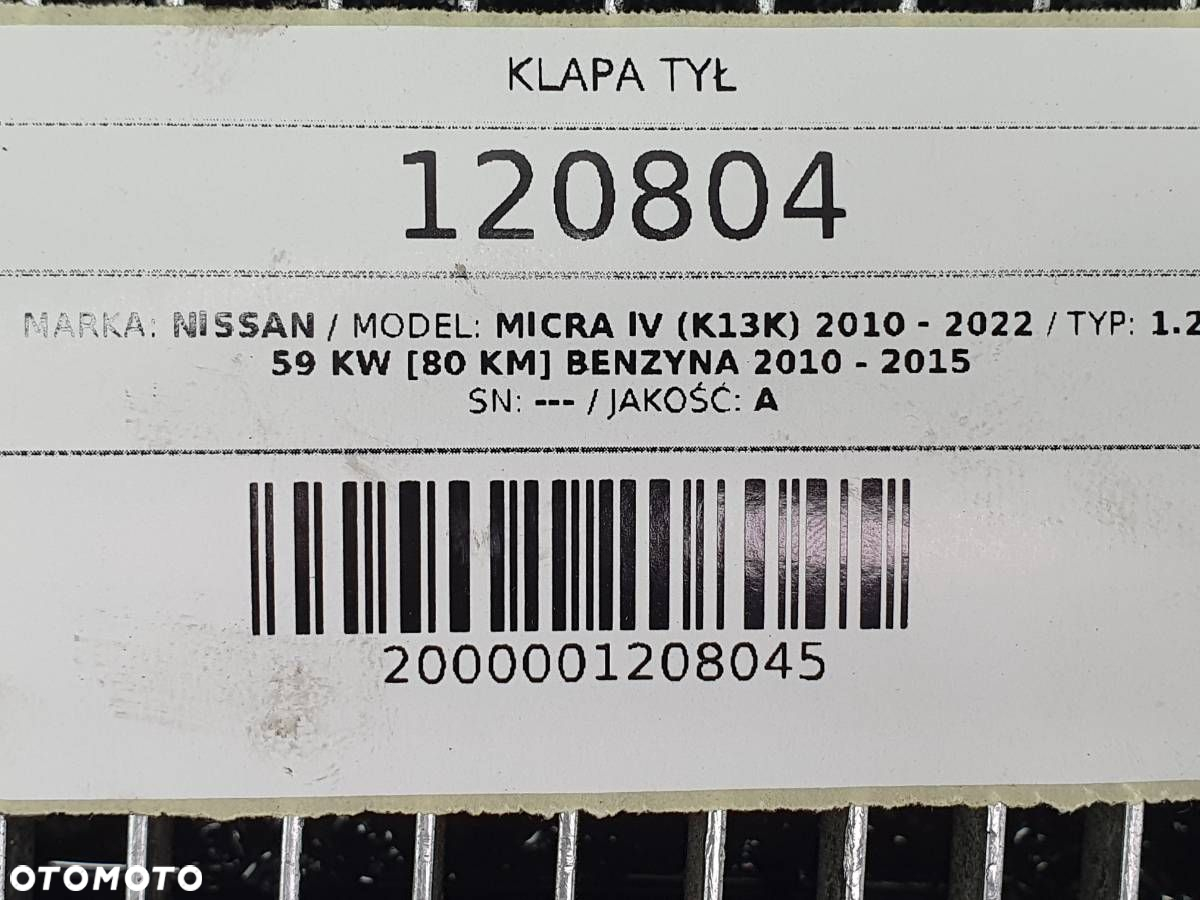 KLAPA TYŁ
120804
MARKA: NISSAN / MODEL: MICRA IV (K13K) 2010 - 2022 / TYP: 1.2
59 KW [80 KM] BENZYNA 2010 - 2015
SN: --- / JAKOŚĆ: A
2000001208045
OTOMOTO